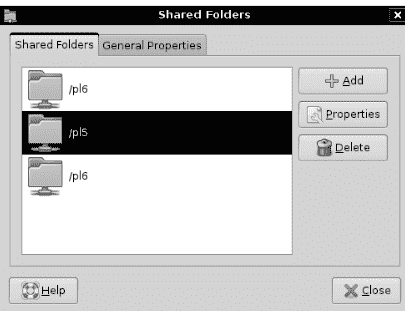 Shared Folders
Shared Folders
General Properties
/pl6
/pl5
/pl6
Add
Properties
Delete
Help
Close